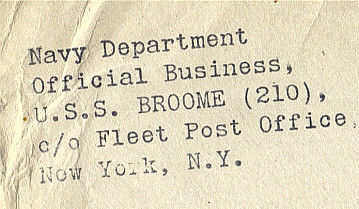 Navy Department
Official Business,
U.S.S. BROOME (210),
c/o Fleet Post Office,
New York, N.Y.